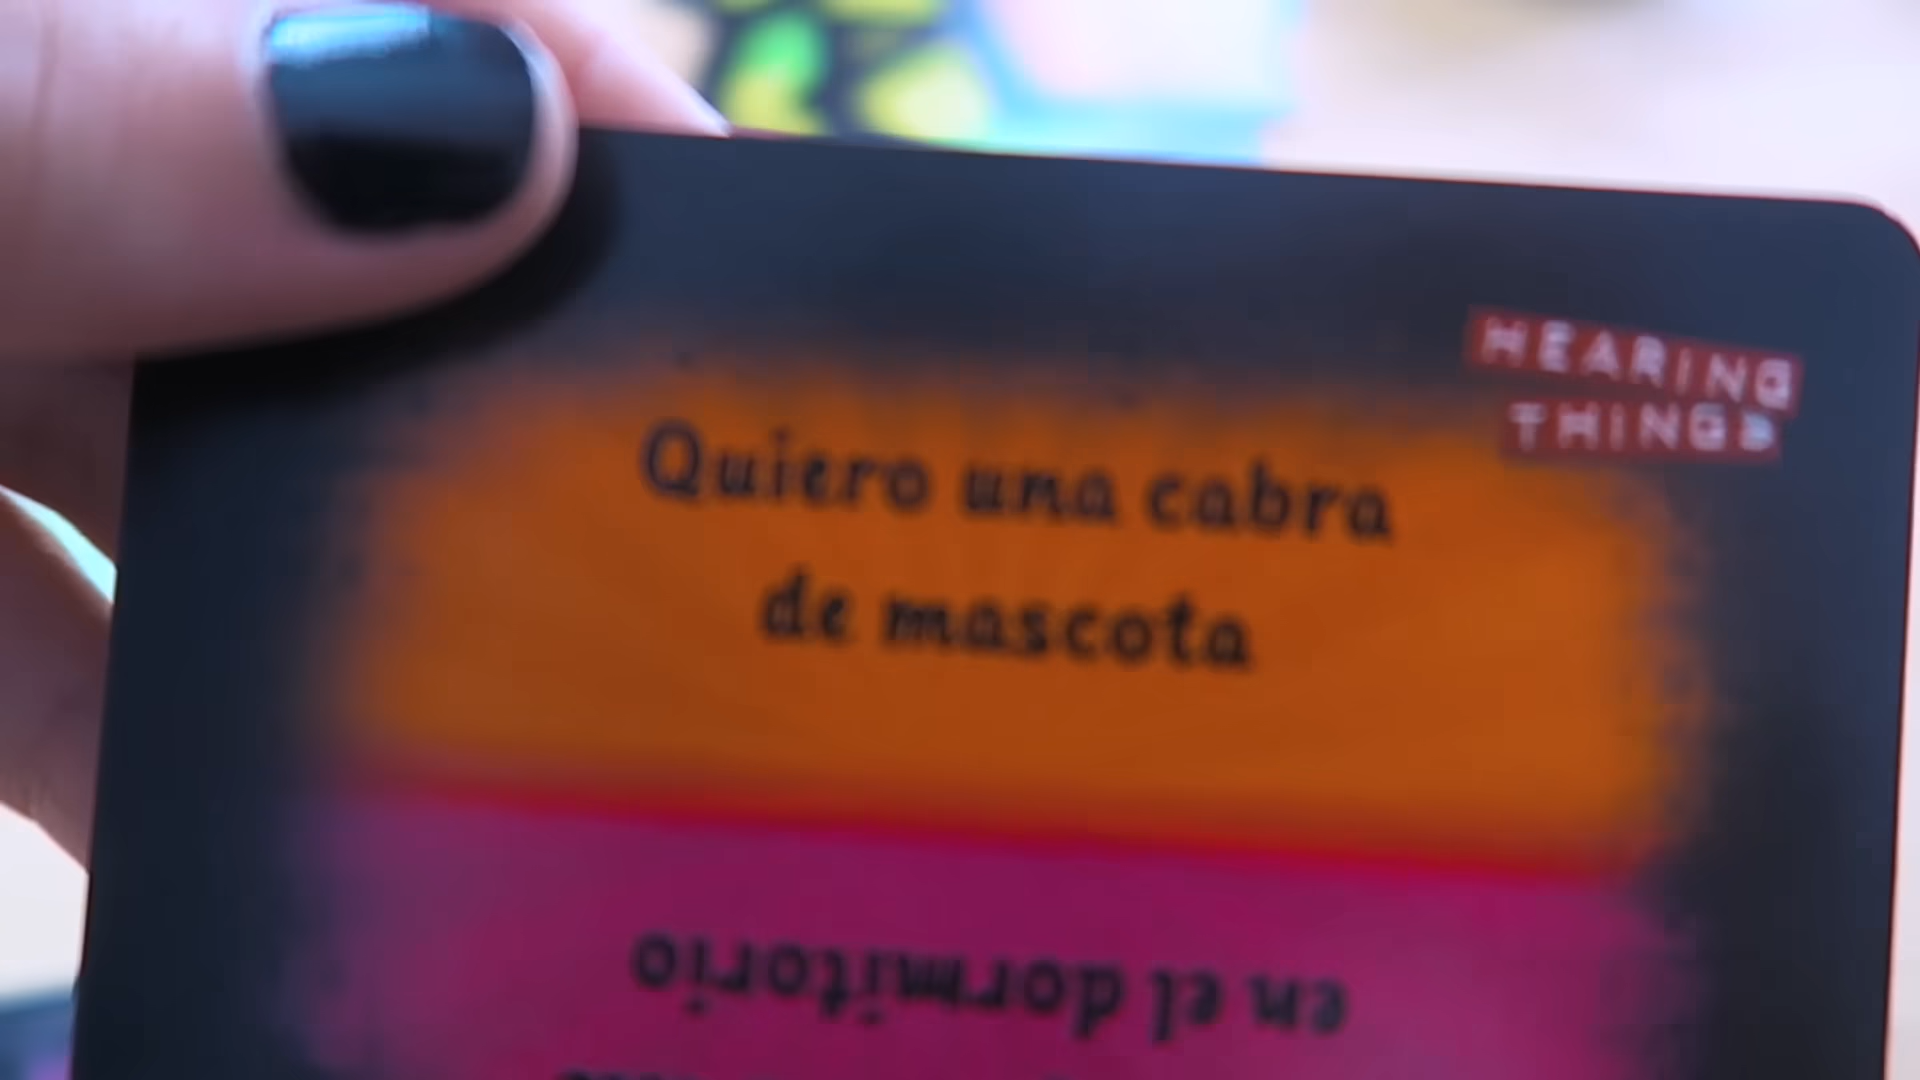 HEARING
THINGS
Quiero una cabra
de mascota
en el dormitorio